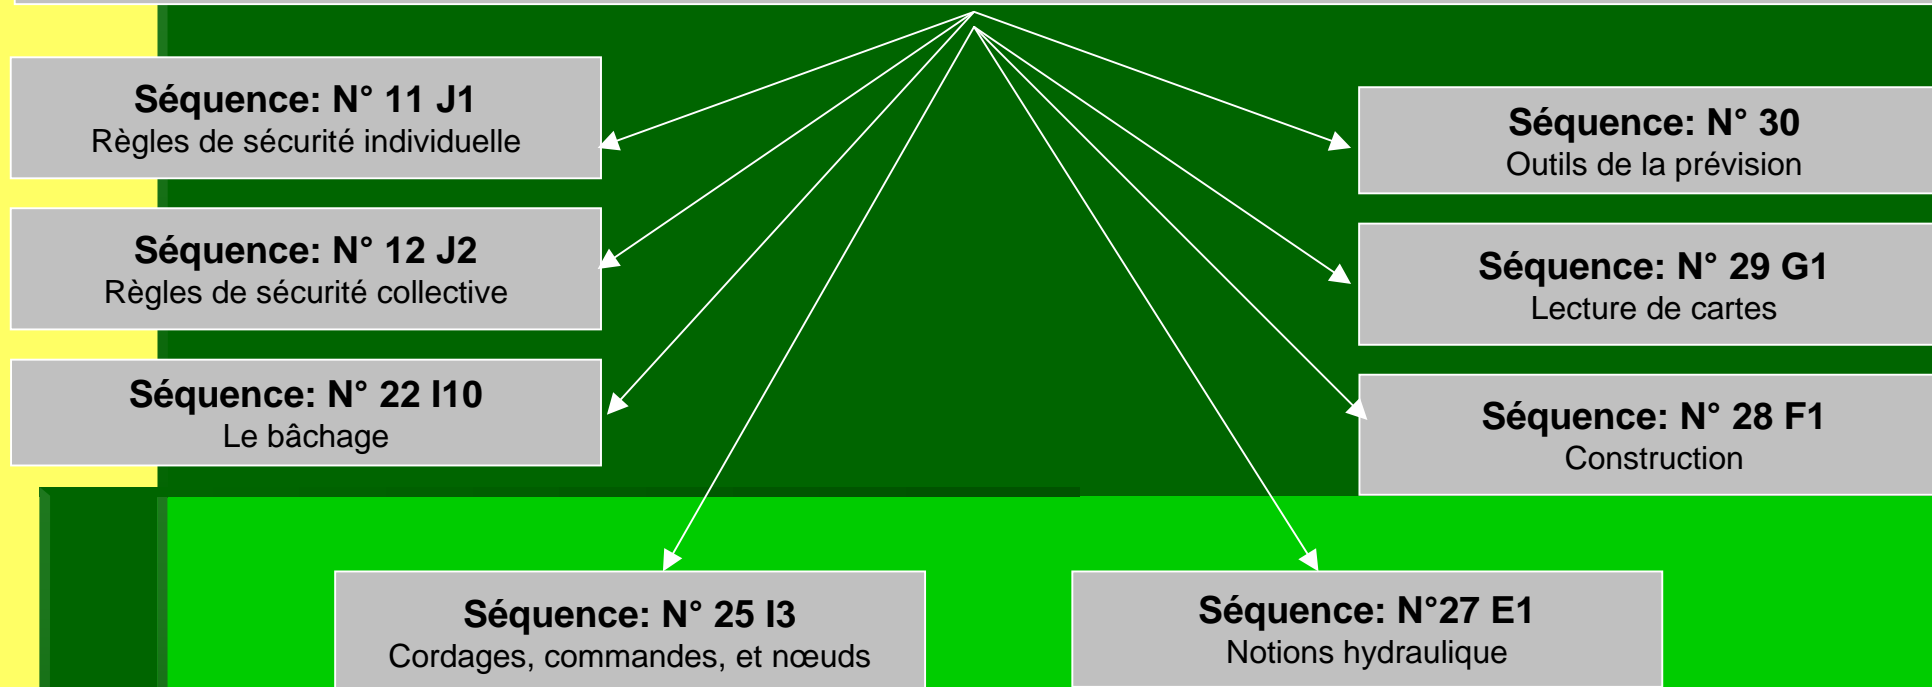 Séquence: N° 11 J1
Règles de sécurité individuelle
Séquence: N° 12 J2
Règles de sécurité collective
Séquence: N° 22 I10
Le bâchage
Séquence: N° 30
Outils de la prévision
Séquence: N° 29 G1
Lecture de cartes
Séquence: N° 28 F1
Construction
Séquence: N° 25 I3
Cordages, commandes, et nœuds
Séquence: N°27 E1
Notions hydraulique